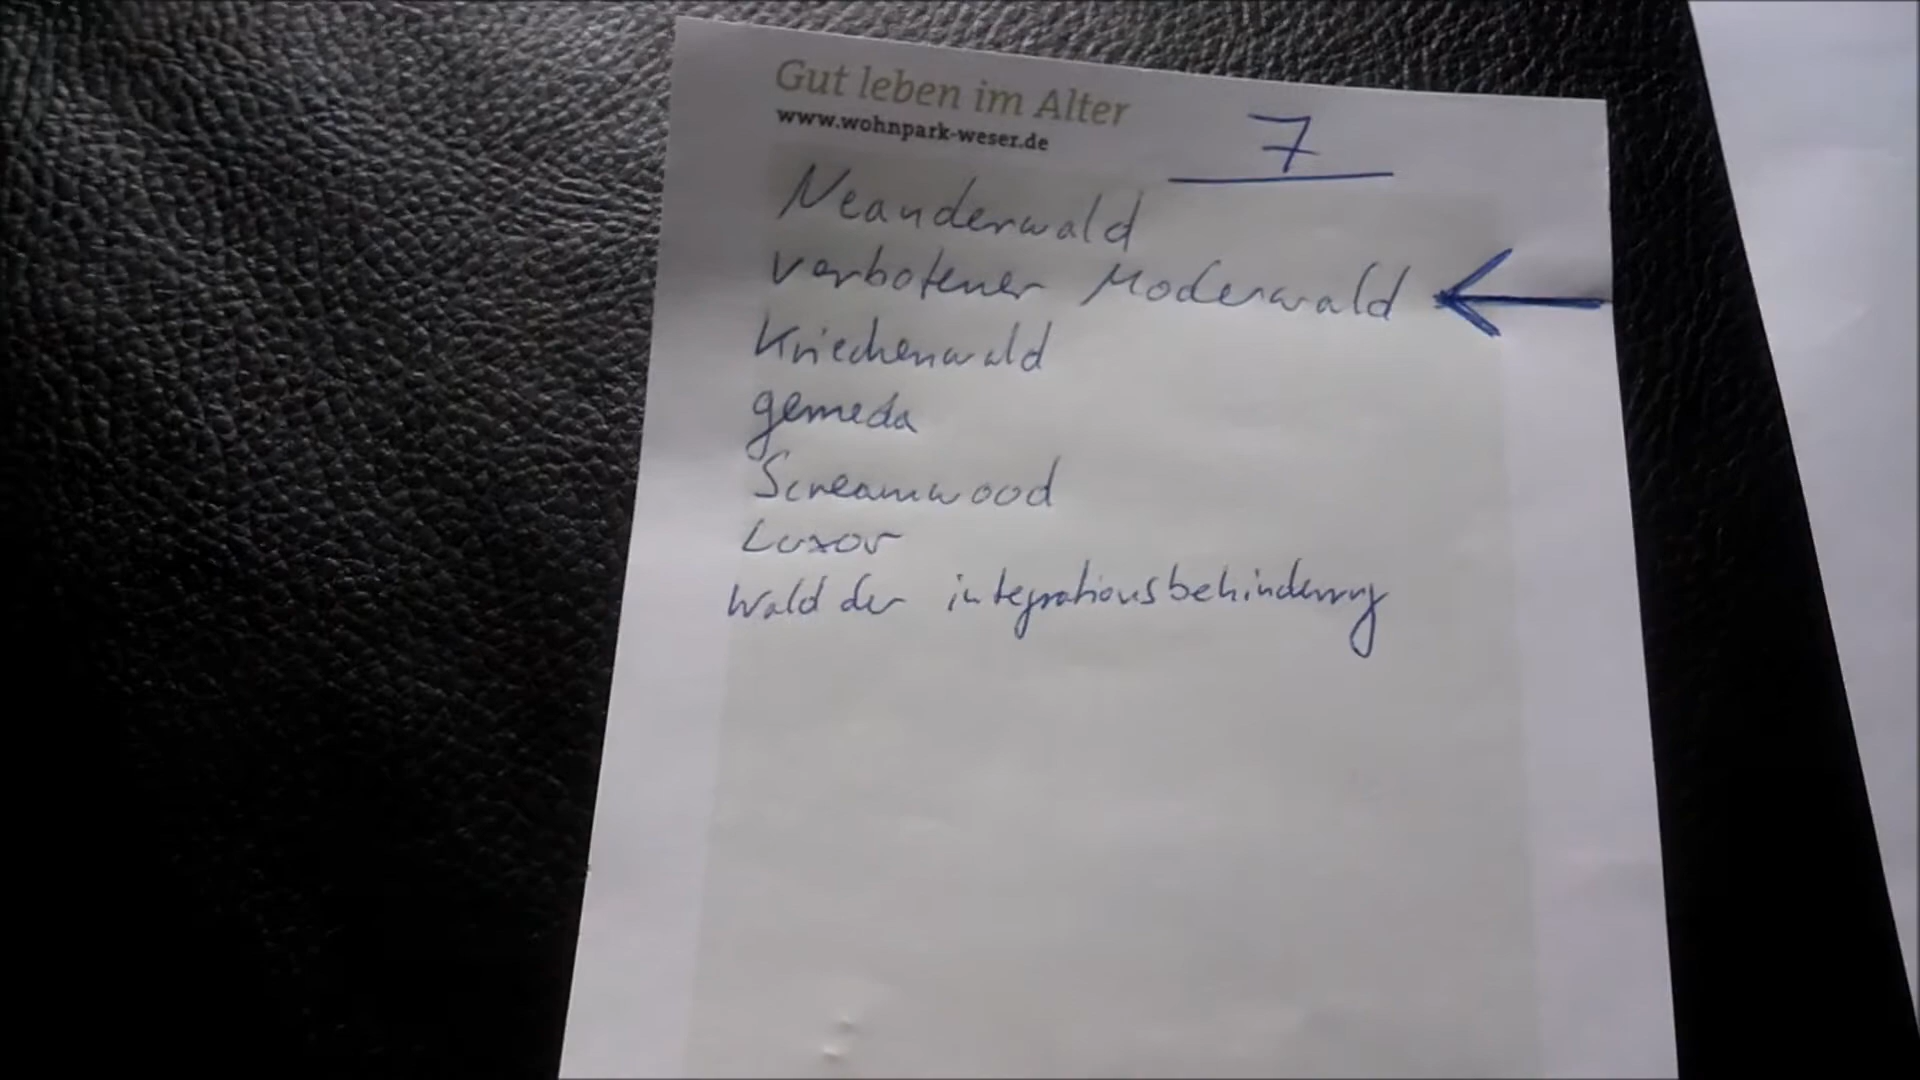 Gut leben im Alter
www.wohnpark-weser.de
7
Neanderwald
verbotener Moderwald
Kriechenwald
gemeda
Screamwood
Luxor
Wald der integrationsbehinderung